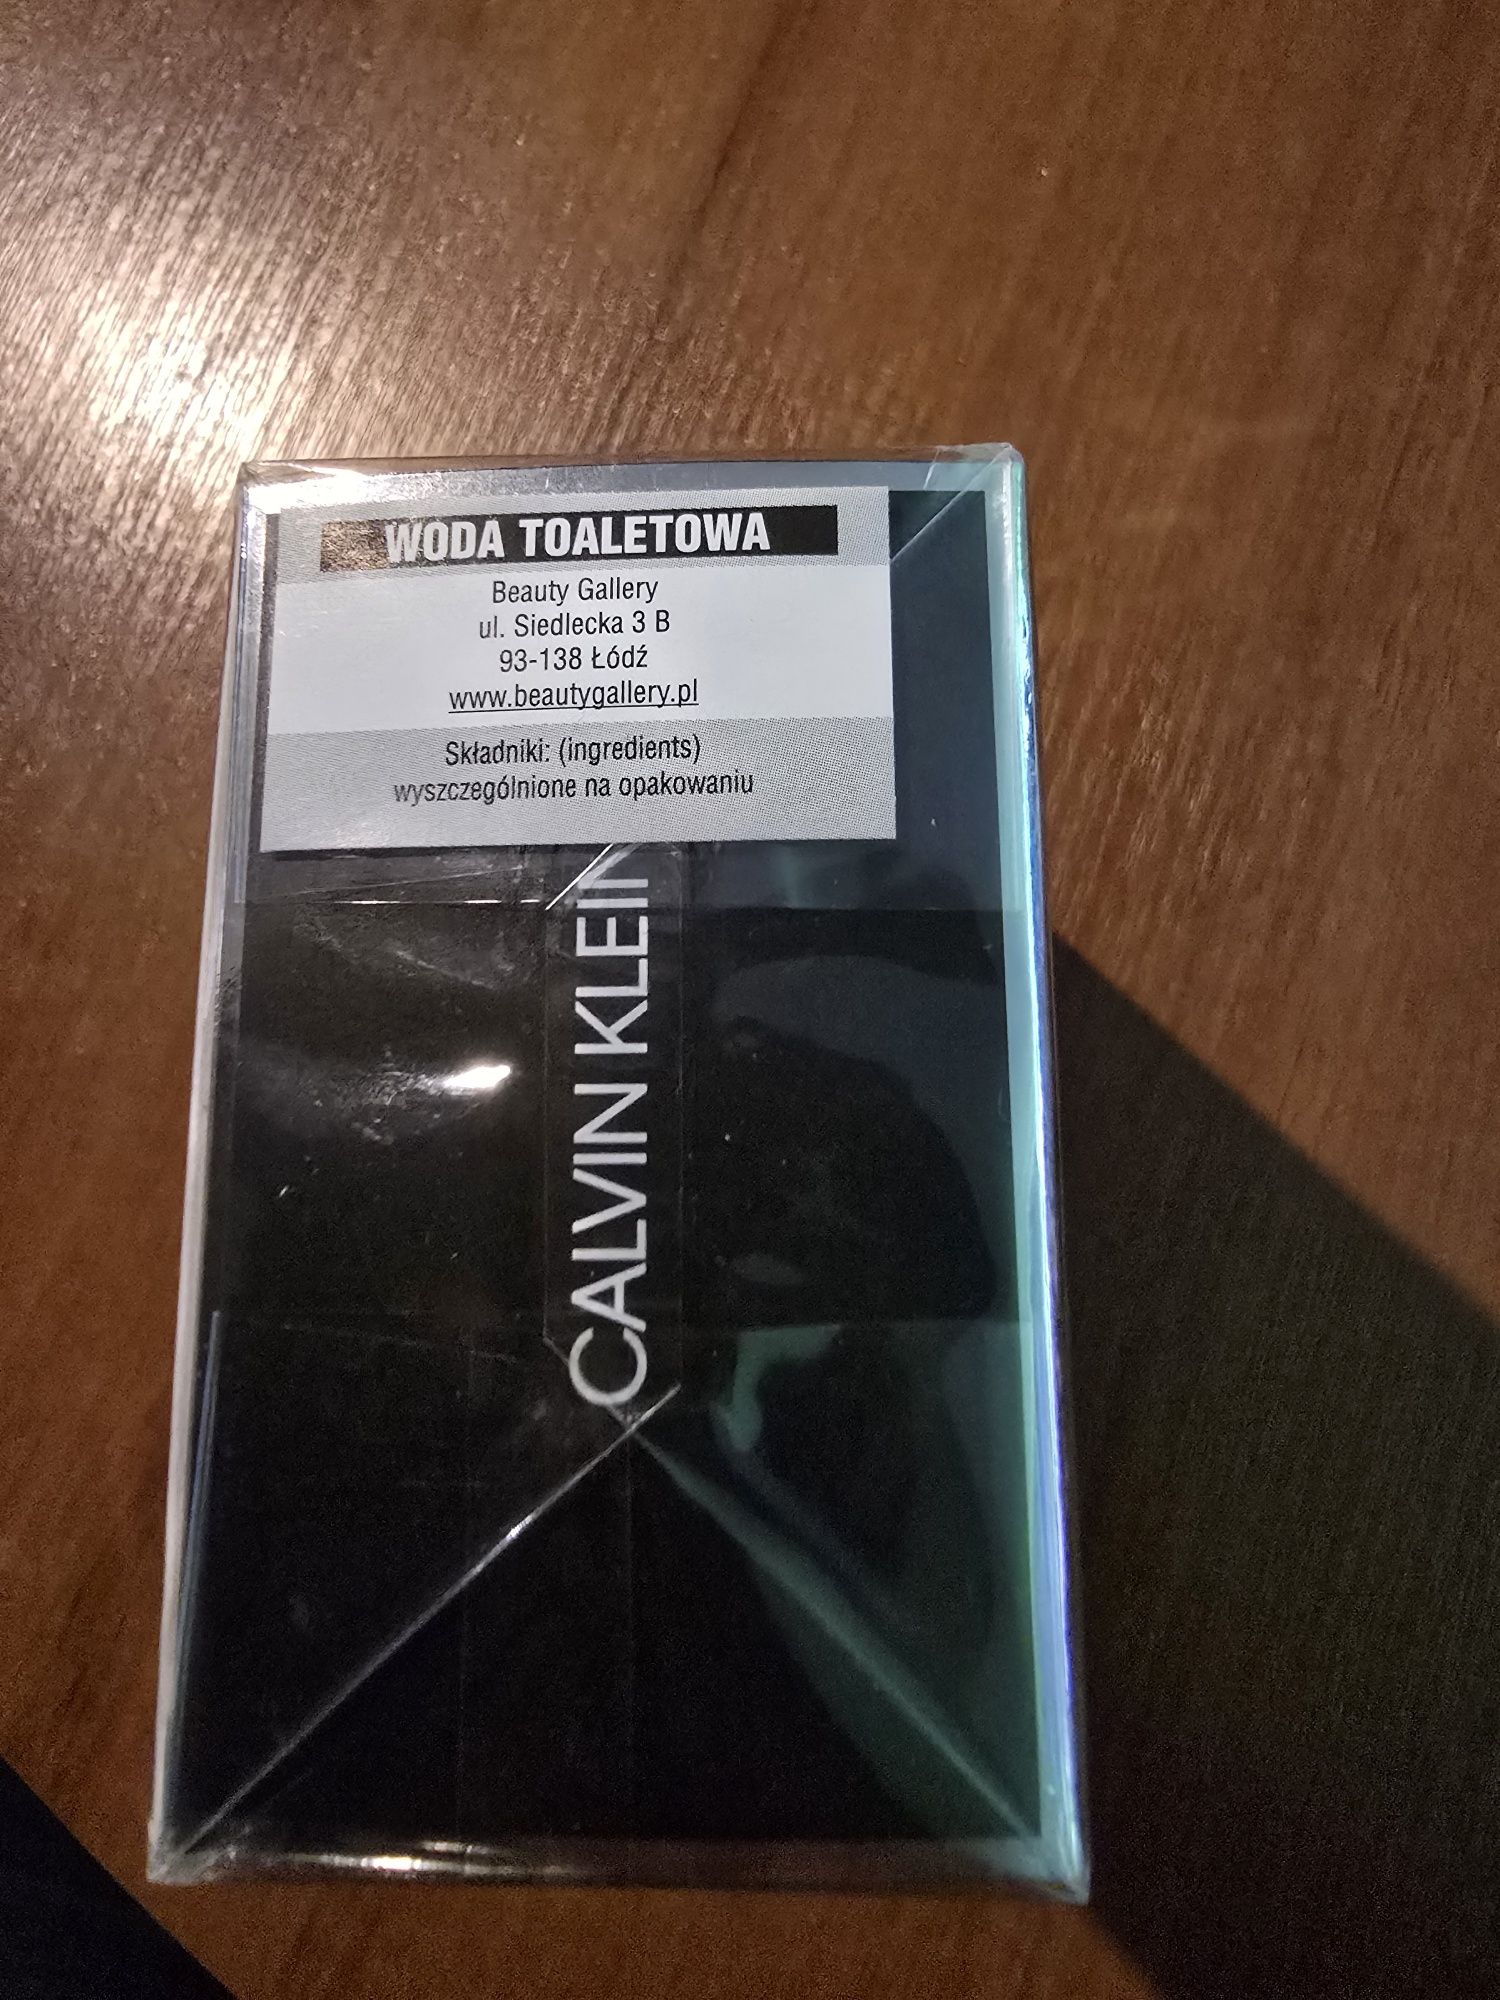 WODA TOALETOWA
Beauty Gallery
ul. Siedlecka 3 B
93-138 Łódź
www.beautygallery.pl
Składniki: (ingredients)
wyszczególnione na opakowaniu
CALVIN KLEIN